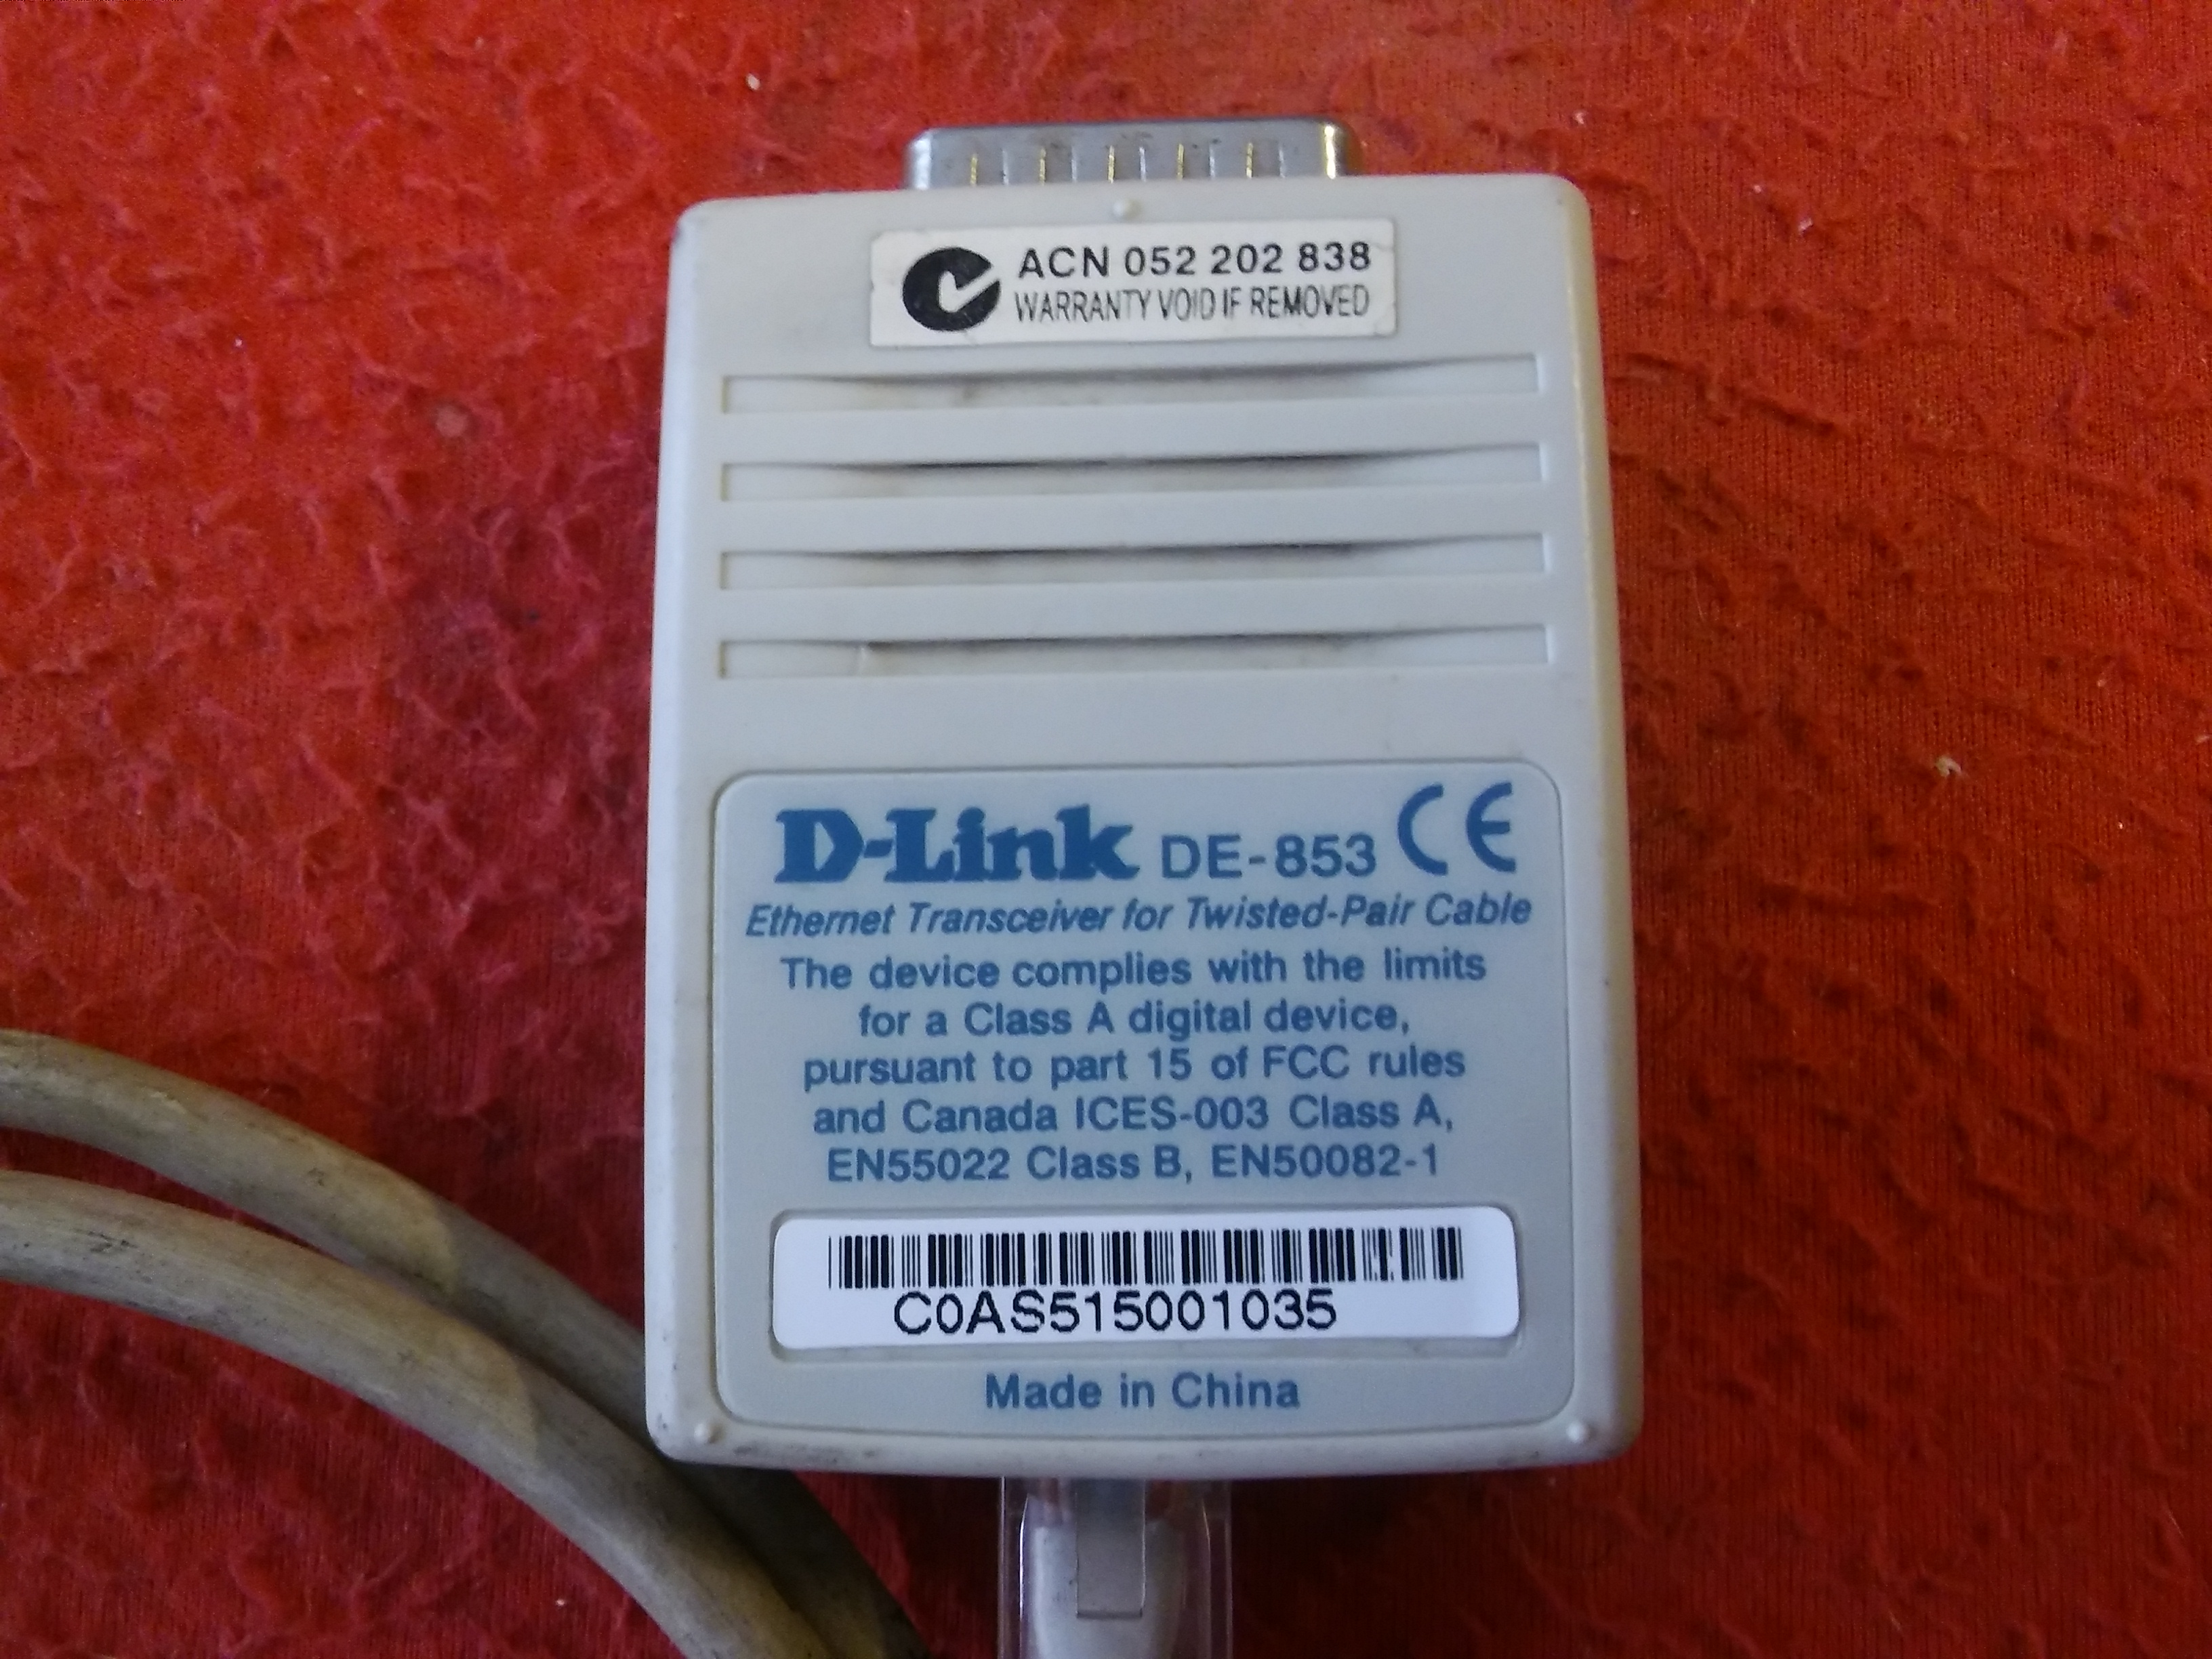 ACN 052 202 838
WARRANTY VOID IF REMOVED
D-Link DE-853 CE
Ethernet Transceiver for Twisted-Pair Cable
The device complies with the limits
for a Class A digital device,
pursuant to part 15 of FCC rules
and Canada ICES-003 Class A,
EN55022 Class B, EN50082-1
C0AS515001035
Made in China